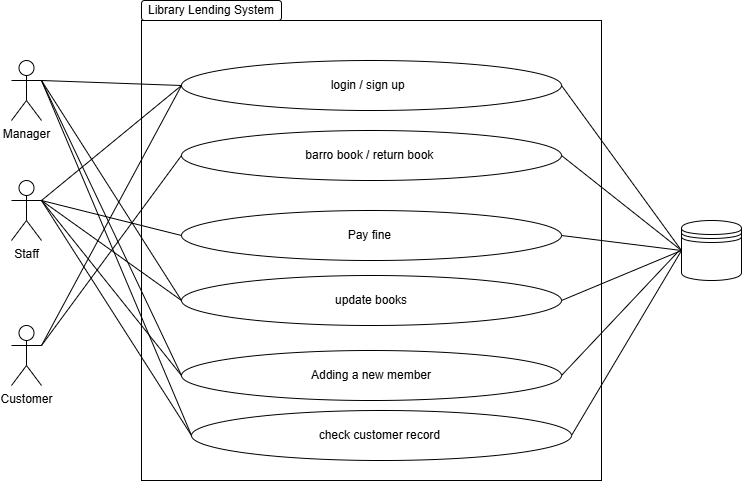 Library Lending System
login / sign up
Manager
barro book / return book
Pay fine
Staff
update books
Adding a new member
Customer
check customer record